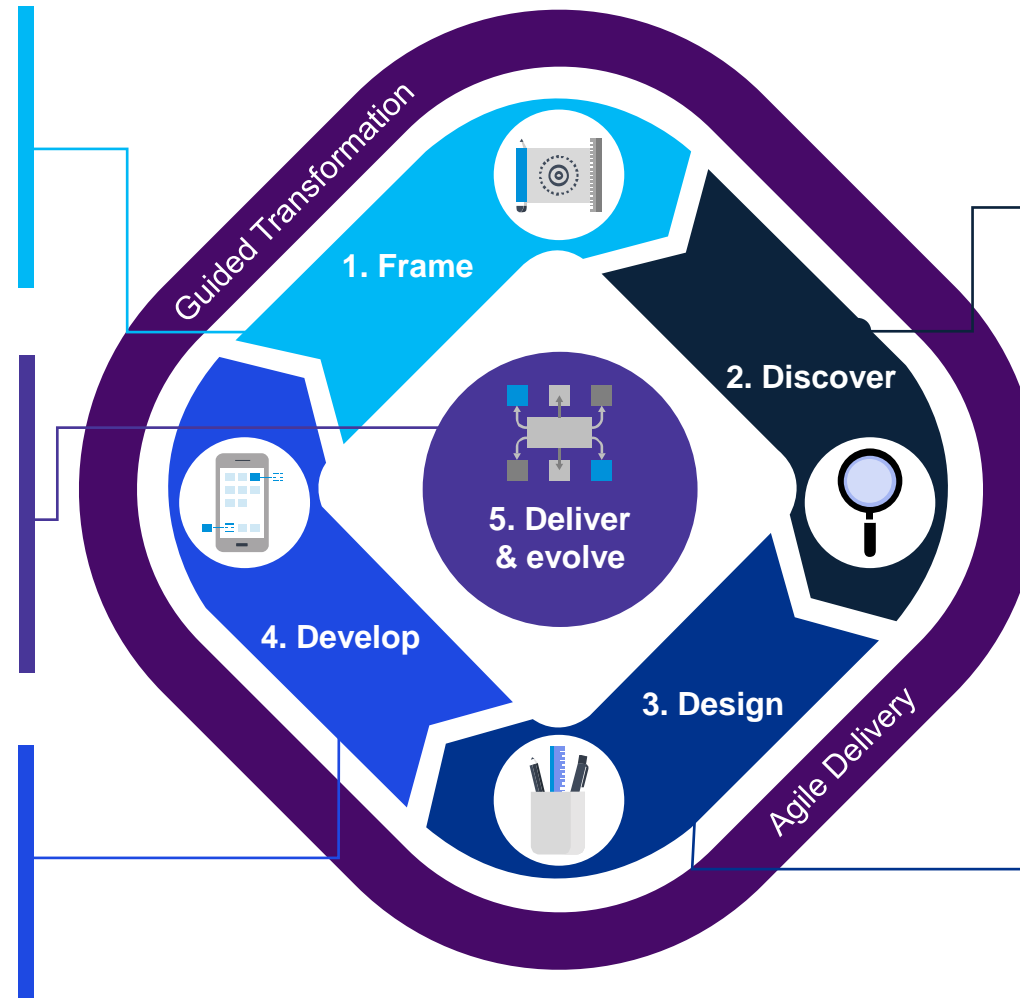 Guided Transformation
1. Frame
2. Discover
5. Deliver
& evolve
4. Develop
3. Design
Agile Delivery